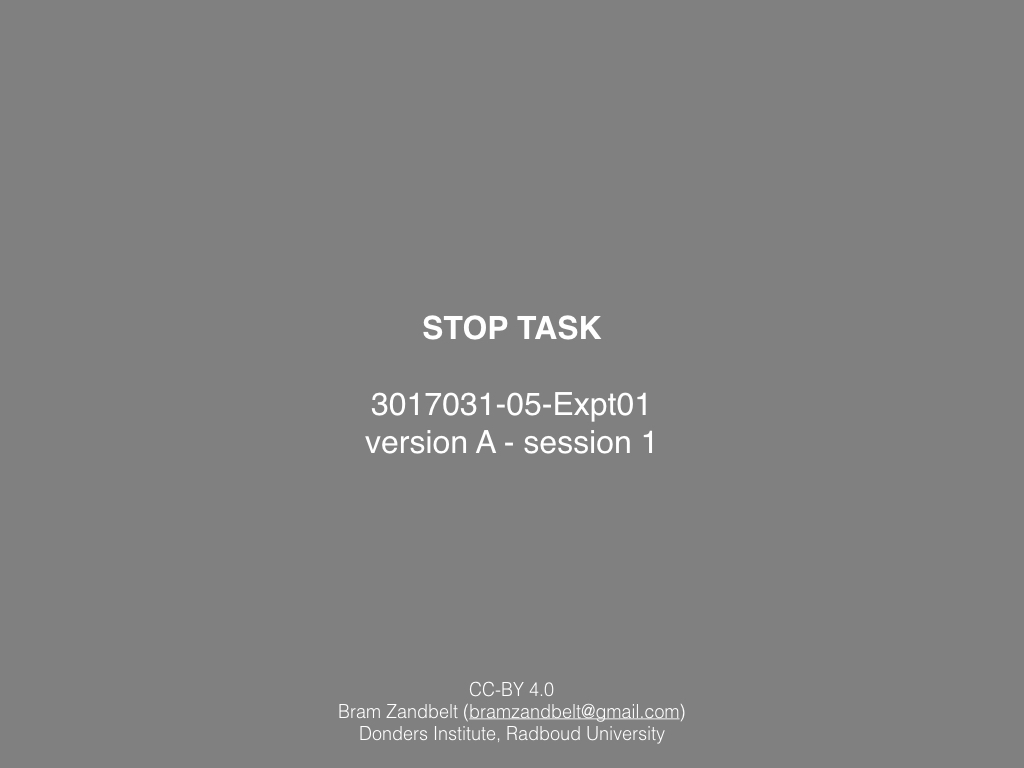 STOP TASK
3017031-05-Expt01
version A - session 1
CC-BY 4.0
Bram Zandbelt (bramzandbelt@gmail.com)
Donders Institute, Radboud University